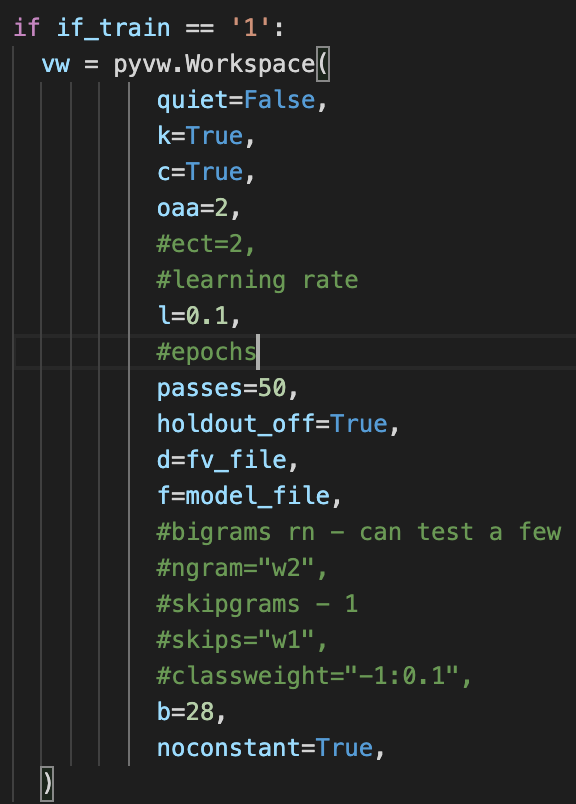 if if_train == '1':
vw = pyvw.Workspace(
quiet=False,
k=True,
c=True,
oaa=2,
#ect=2,
#learning rate
l=0.1,
#epochs
passes=50,
holdout_off=True,
d=fv_file,
f=model_file,
#bigrams rn - can test a few
#ngram="w2",
#skipgrams - 1
#skips="w1",
#classweight="-1:0.1",
b=28,
noconstant=True,
)